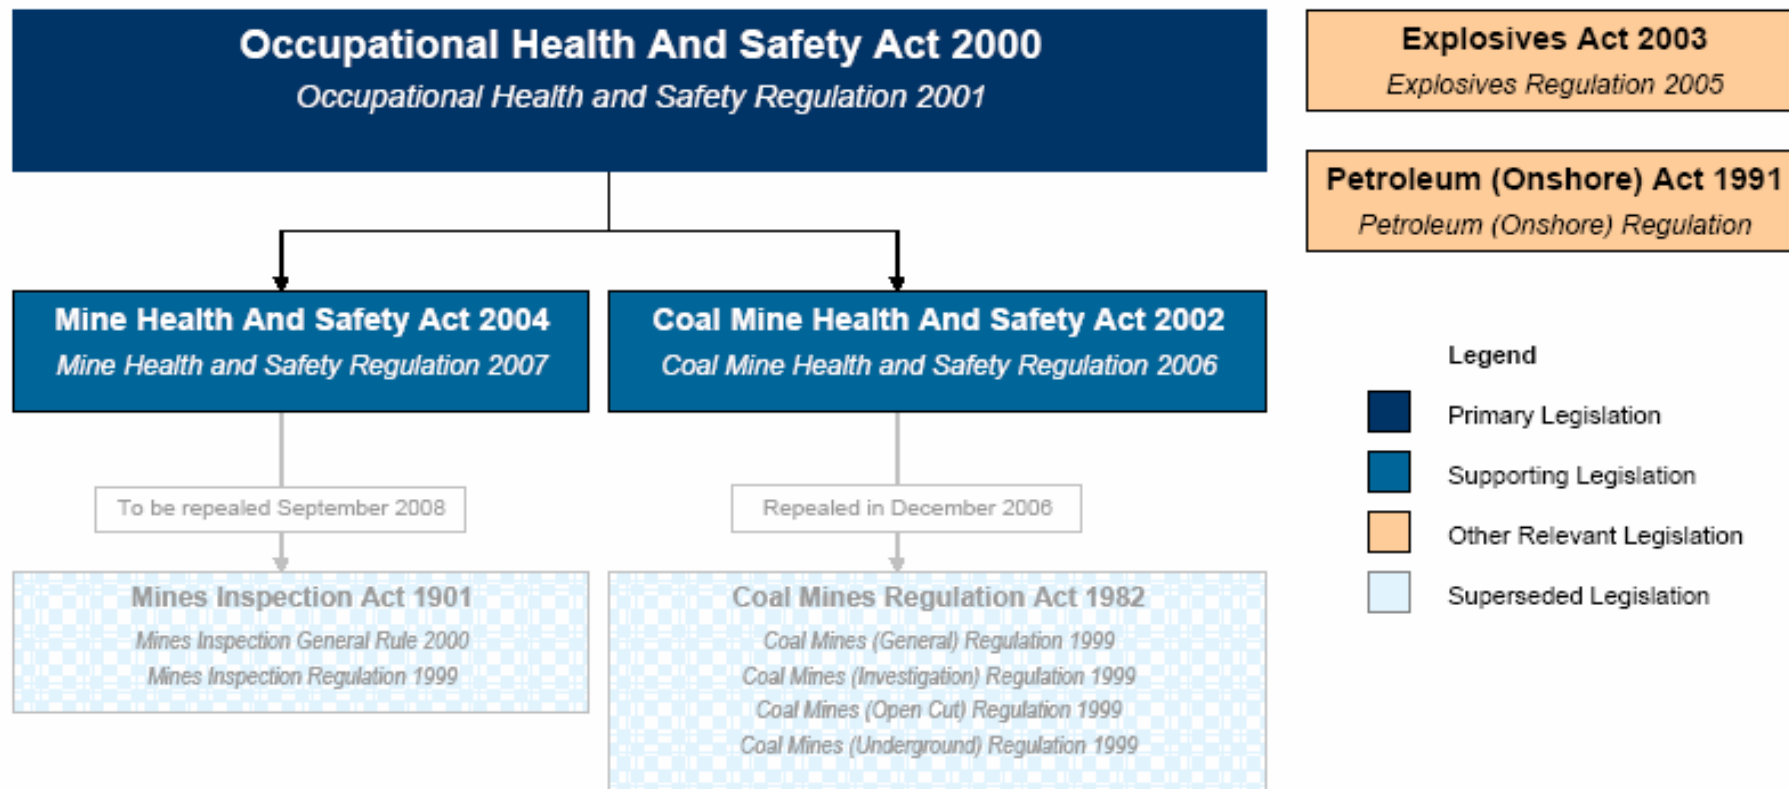 Occupational Health And Safety Act 2000
Occupational Health and Safety Regulation 2001
Explosives Act 2003
Explosives Regulation 2005
Petroleum (Onshore) Act 1991
Petroleum (Onshore) Regulation
Mine Health And Safety Act 2004
Mine Health and Safety Regulation 2007
Coal Mine Health And Safety Act 2002
Coal Mine Health and Safety Regulation 2006
To be repealed September 2008
Repealed in December 2006
Mines Inspection Act 1901
Mines Inspection General Rule 2000
Mines Inspection Regulation 1999
Coal Mines Regulation Act 1982
Coal Mines (General) Regulation 1999
Coal Mines (Investigation) Regulation 1999
Coal Mines (Open Cut) Regulation 1999
Coal Mines (Underground) Regulation 1999
Legend
Primary Legislation
Supporting Legislation
Other Relevant Legislation
Superseded Legislation